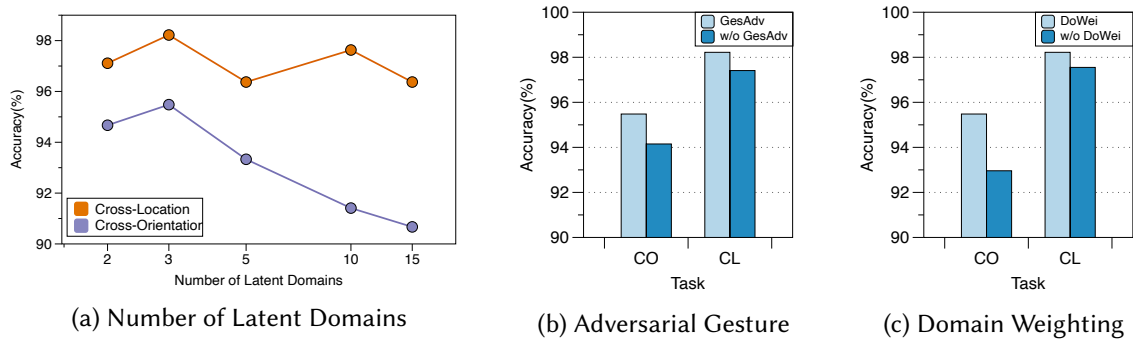 98
96
94
92
90
Accuracy(%)
Cross-Location
Cross-Orientation
2 3 5 10 15
Number of Latent Domains
(a) Number of Latent Domains
100
98
96
94
92
90
Accuracy(%)
GesAdv
w/o GesAdv
CO CL
Task
(b) Adversarial Gesture
100
98
96
94
92
90
Accuracy(%)
DoWei
w/o DoWei
CO CL
Task
(c) Domain Weighting